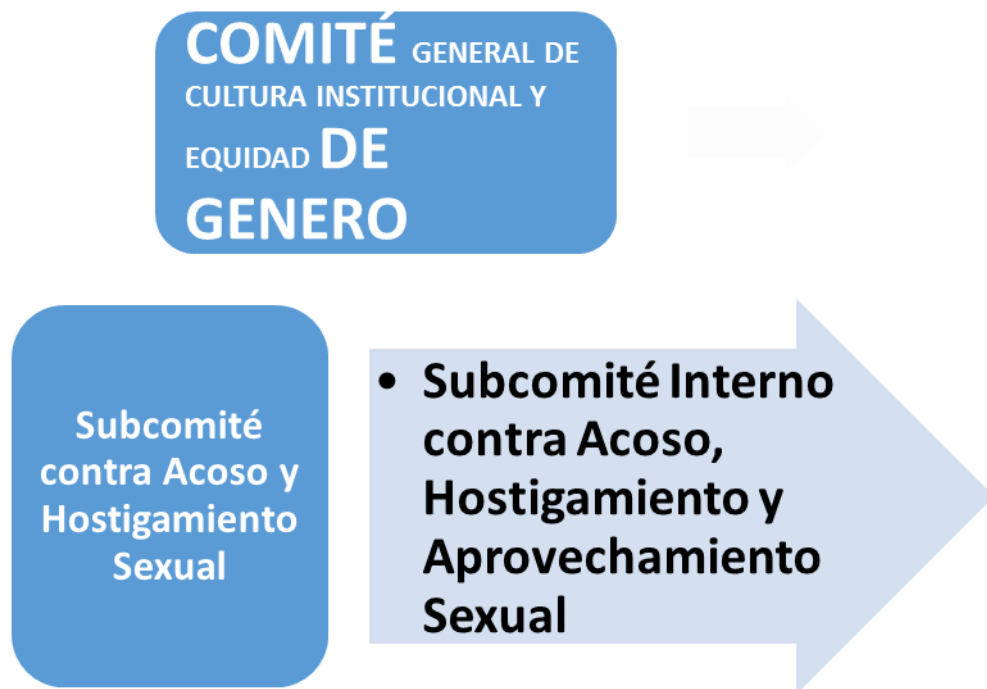 COMITÉ GENERAL DE
CULTURA INSTITUCIONAL Y
EQUIDAD DE
GENERO
Subcomité
contra Acoso y
Hostigamiento
Sexual
• Subcomité Interno
contra Acoso,
Hostigamiento y
Aprovechamiento
Sexual